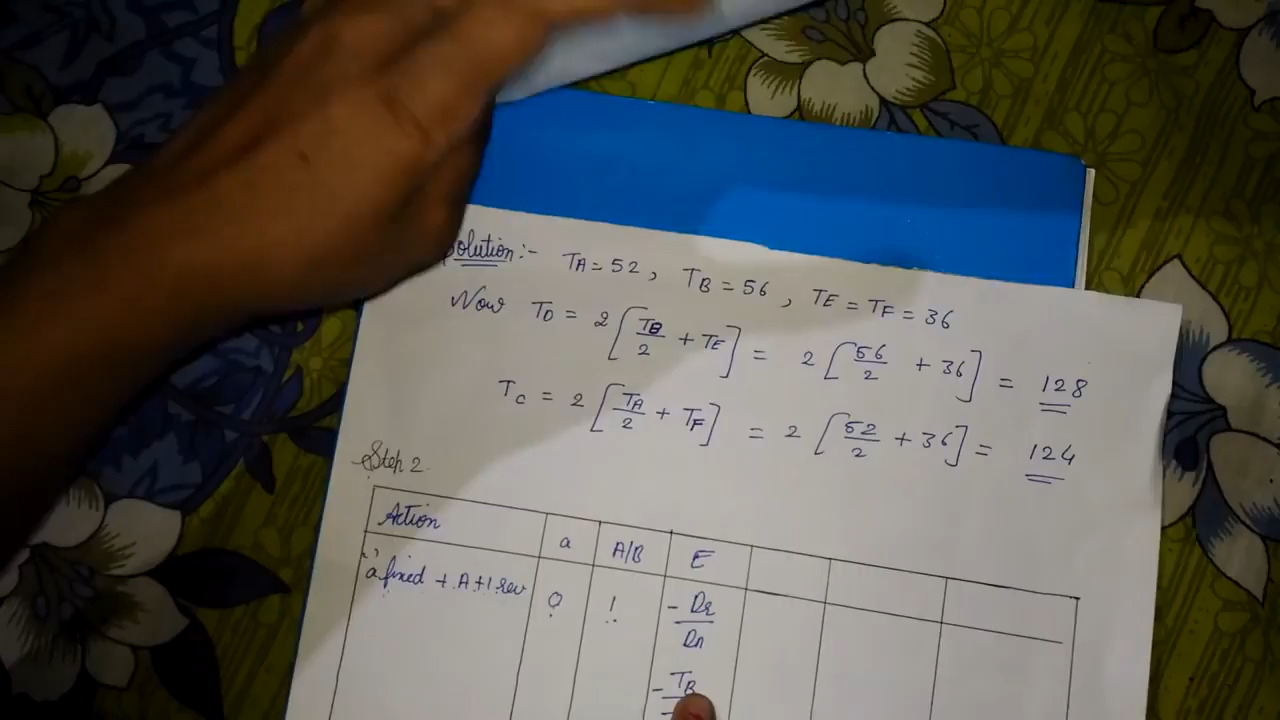 Solution :- TA = 52 , TB = 56 , TE = TF = 36
Now TD = 2 [TB/2 + TE] = 2 [56/2 + 36] = 128
TC = 2 [TA/2 + TF] = 2 [52/2 + 36] = 124
Step 2
Action a A/B E
a fixed + A + 1 rev 0 1 - Dr/Dn
- TB